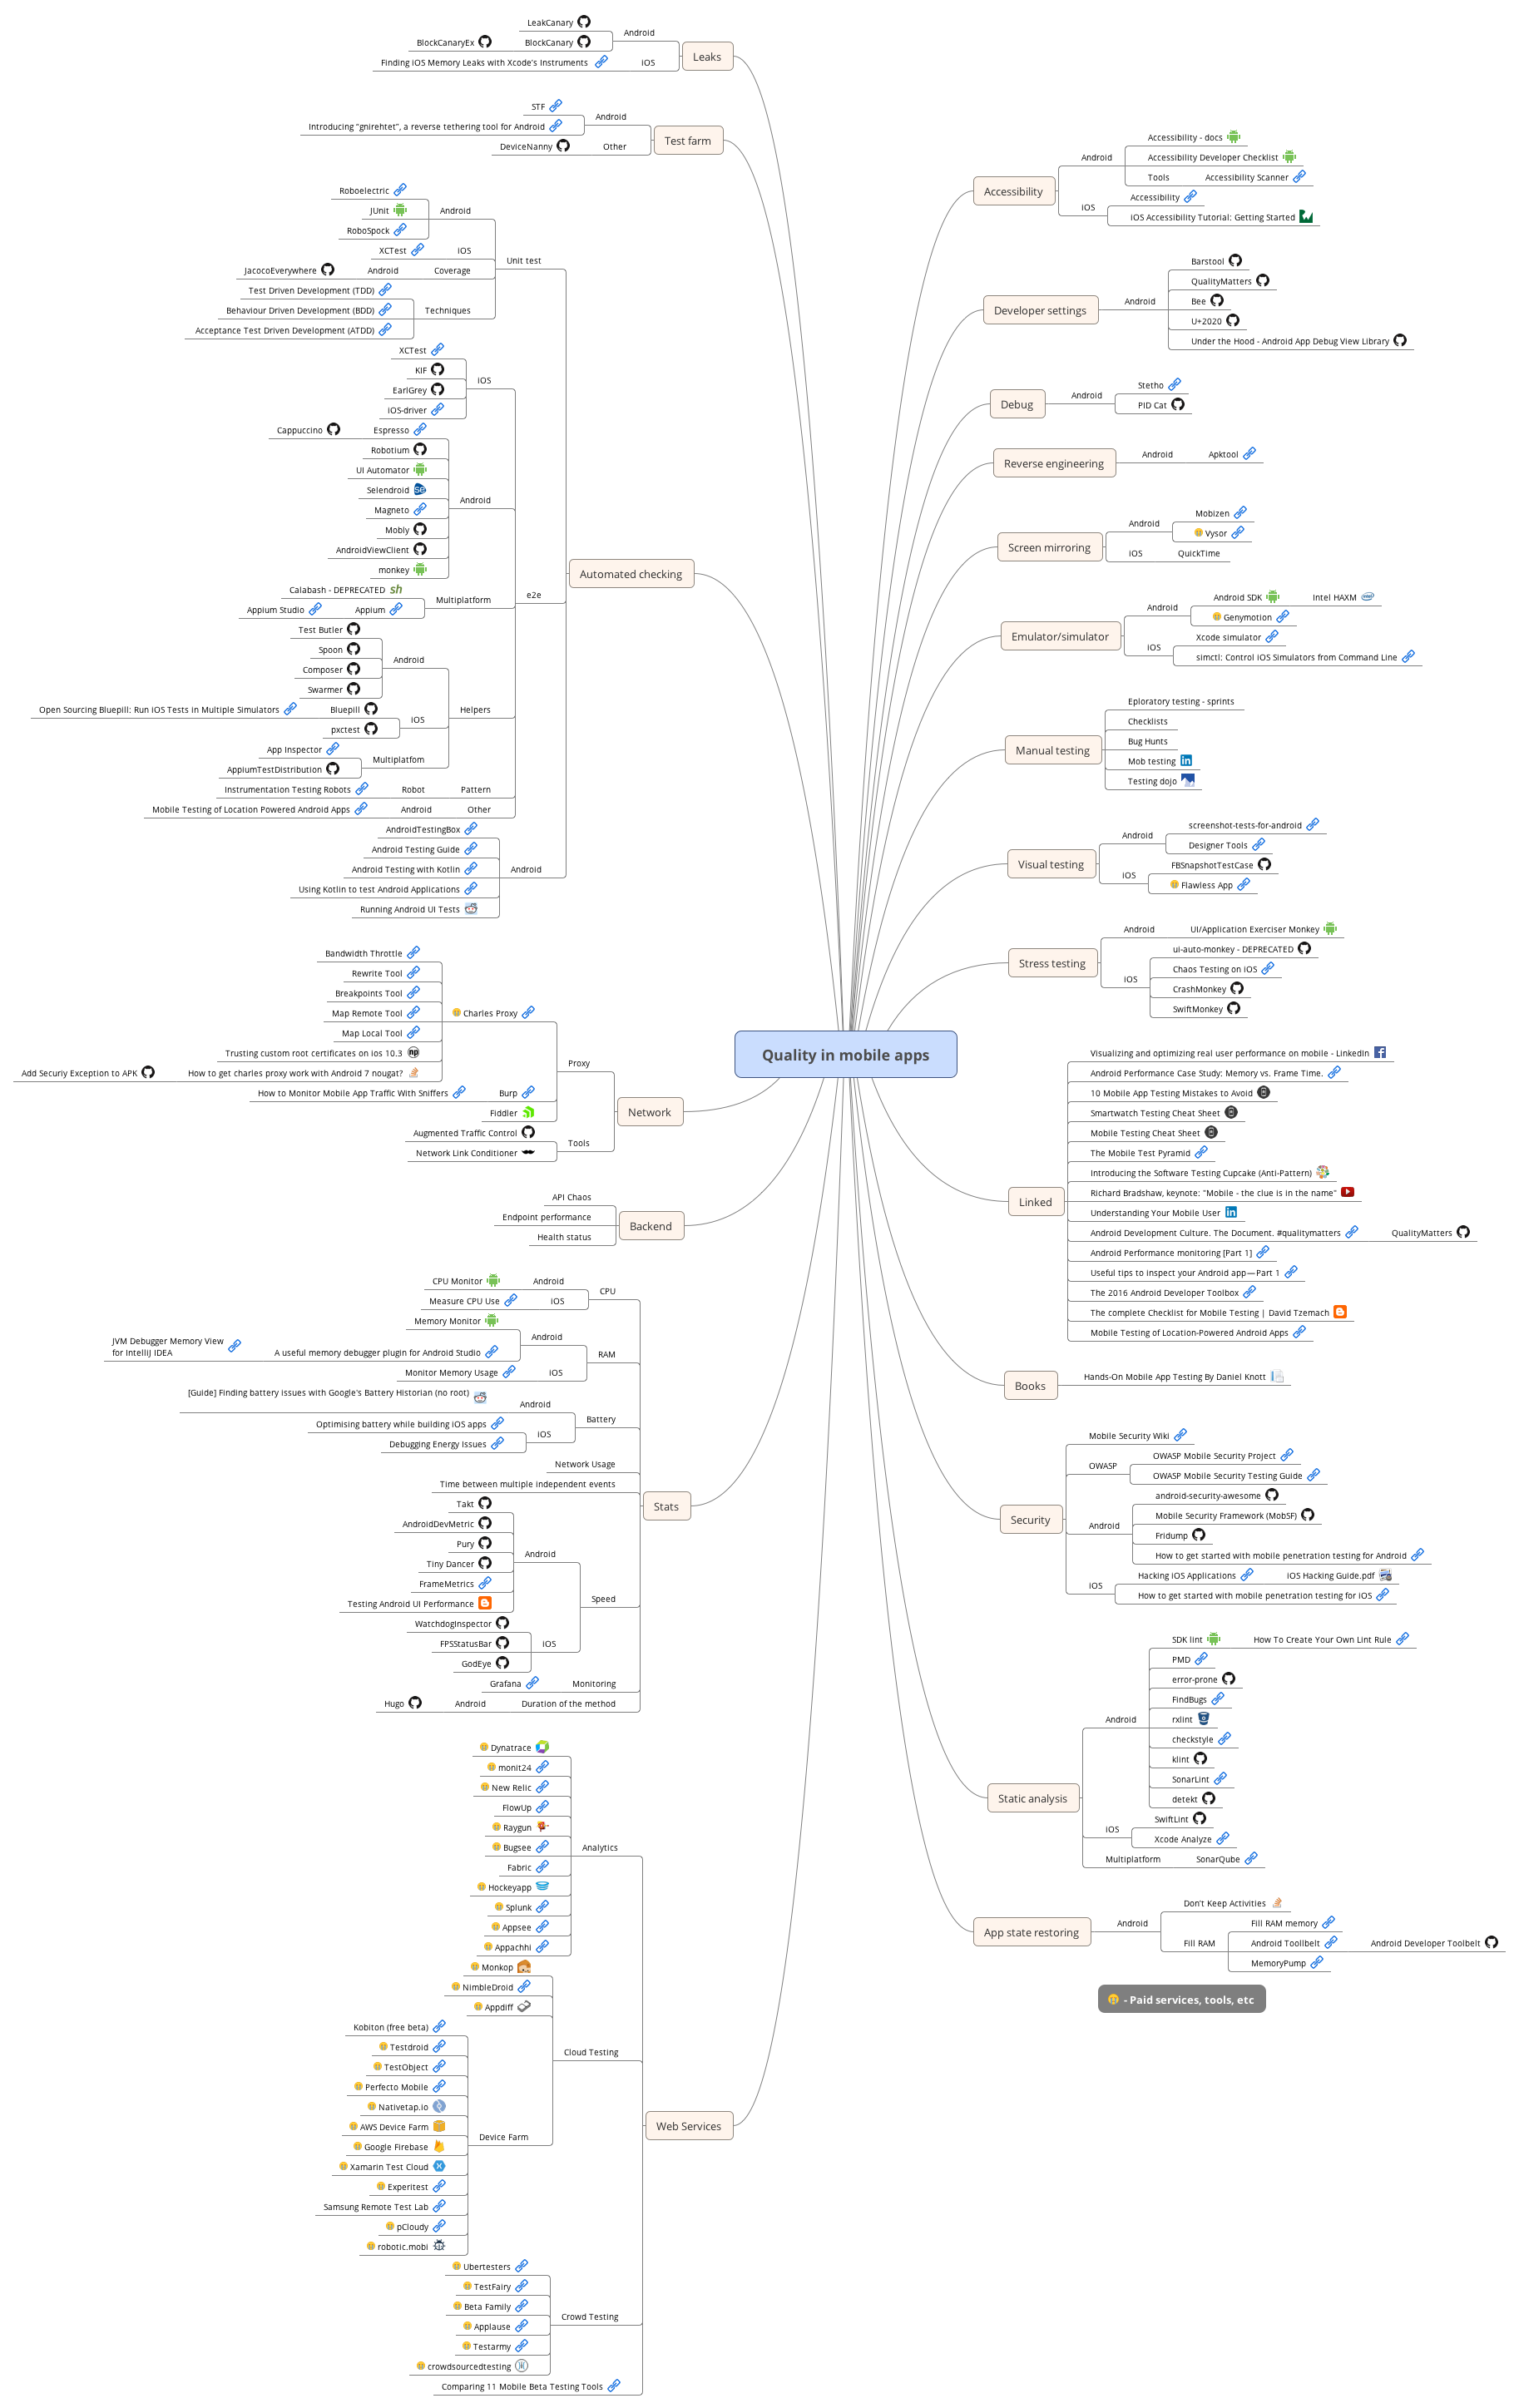 Quality in mobile apps
Leaks
Android
LeakCanary
BlockCanary
BlockCanaryEx
iOS
Finding iOS Memory Leaks with Xcode's Instruments
Test farm
Android
STF
Introducing "gnirehtet", a reverse tethering tool for Android
Other
DeviceNanny
Automated checking
Unit test
Android
Roboelectric
JUnit
RoboSpock
iOS
XCTest
Coverage
Android
JacocoEverywhere
Techniques
Test Driven Development (TDD)
Behaviour Driven Development (BDD)
Acceptance Test Driven Development (ATDD)
e2e
iOS
XCTest
KIF
EarlGrey
iOS-driver
Android
Espresso
Cappuccino
Robotium
UI Automator
Selendroid
Se
Magneto
Mobly
AndroidViewClient
monkey
Multiplatform
Calabash - DEPRECATED
sh
Appium
Appium Studio
Helpers
Android
Test Butler
Spoon
Composer
Swarmer
iOS
Bluepill
Open Sourcing Bluepill: Run iOS Tests in Multiple Simulators
pxctest
Multiplatfom
App Inspector
AppiumTestDistribution
Pattern
Robot
Instrumentation Testing Robots
Other
Android
Mobile Testing of Location Powered Android Apps
Android
AndroidTestingBox
Android Testing Guide
Android Testing with Kotlin
Using Kotlin to test Android Applications
Running Android UI Tests
Network
Proxy
Charles Proxy
Bandwidth Throttle
Rewrite Tool
Breakpoints Tool
Map Remote Tool
Map Local Tool
Trusting custom root certificates on ios 10.3
np
How to get charles proxy work with Android 7 nougat?
Add Securiy Exception to APK
Burp
How to Monitor Mobile App Traffic With Sniffers
Fiddler
Tools
Augmented Traffic Control
Network Link Conditioner
Backend
API Chaos
Endpoint performance
Health status
Stats
CPU
Android
CPU Monitor
iOS
Measure CPU Use
RAM
Android
Memory Monitor
A useful memory debugger plugin for Android Studio
JVM Debugger Memory View
for IntelliJ IDEA
iOS
Monitor Memory Usage
Battery
Android
[Guide] Finding battery issues with Google's Battery Historian (no root)
iOS
Optimising battery while building iOS apps
Debugging Energy Issues
Network Usage
Time between multiple independent events
Speed
Android
Takt
AndroidDevMetric
Pury
Tiny Dancer
FrameMetrics
Testing Android UI Performance
iOS
WatchdogInspector
FPSStatusBar
GodEye
Monitoring
Grafana
Duration of the method
Android
Hugo
Web Services
Analytics
Dynatrace
monit24
New Relic
FlowUp
Raygun
Bugsee
Fabric
Hockeyapp
Splunk
Appsee
Appachhi
Cloud Testing
Monkop
NimbleDroid
Appdiff
Device Farm
Kobiton (free beta)
Testdroid
TestObject
Perfecto Mobile
Nativetap.io
AWS Device Farm
Google Firebase
Xamarin Test Cloud
Experitest
Samsung Remote Test Lab
pCloudy
robotic.mobi
Crowd Testing
Ubertesters
TestFairy
Beta Family
Applause
Testarmy
crowdsourcedtesting
Comparing 11 Mobile Beta Testing Tools
Accessibility
Android
Accessibility - docs
Accessibility Developer Checklist
Tools
Accessibility Scanner
iOS
Accessibility
iOS Accessibility Tutorial: Getting Started
Developer settings
Android
Barstool
QualityMatters
Bee
U+2020
Under the Hood - Android App Debug View Library
Debug
Android
Stetho
PID Cat
Reverse engineering
Android
Apktool
Screen mirroring
Android
Mobizen
Vysor
iOS
QuickTime
Emulator/simulator
Android
Android SDK
Intel HAXM
Genymotion
iOS
Xcode simulator
simctl: Control iOS Simulators from Command Line
Manual testing
Eploratory testing - sprints
Checklists
Bug Hunts
Mob testing
Testing dojo
Visual testing
Android
screenshot-tests-for-android
Designer Tools
iOS
FBSnapshotTestCase
Flawless App
Stress testing
Android
UI/Application Exerciser Monkey
iOS
ui-auto-monkey - DEPRECATED
Chaos Testing on iOS
CrashMonkey
SwiftMonkey
Linked
Visualizing and optimizing real user performance on mobile - LinkedIn
Android Performance Case Study: Memory vs. Frame Time.
10 Mobile App Testing Mistakes to Avoid
Smartwatch Testing Cheat Sheet
Mobile Testing Cheat Sheet
The Mobile Test Pyramid
Introducing the Software Testing Cupcake (Anti-Pattern)
Richard Bradshaw, keynote: "Mobile - the clue is in the name"
Understanding Your Mobile User
Android Development Culture. The Document. #qualitymatters
QualityMatters
Android Performance monitoring [Part 1]
Useful tips to inspect your Android app — Part 1
The 2016 Android Developer Toolbox
The complete Checklist for Mobile Testing | David Tzemach
Mobile Testing of Location-Powered Android Apps
Books
Hands-On Mobile App Testing By Daniel Knott
Security
Mobile Security Wiki
OWASP
OWASP Mobile Security Project
OWASP Mobile Security Testing Guide
Android
android-security-awesome
Mobile Security Framework (MobSF)
Fridump
How to get started with mobile penetration testing for Android
iOS
Hacking iOS Applications
iOS Hacking Guide.pdf
How to get started with mobile penetration testing for iOS
Static analysis
Android
SDK lint
How To Create Your Own Lint Rule
PMD
error-prone
FindBugs
rxlint
checkstyle
klint
SonarLint
detekt
iOS
SwiftLint
Xcode Analyze
Multiplatform
SonarQube
App state restoring
Android
Don't Keep Activities
Fill RAM
Fill RAM memory
Android Toollbelt
Android Developer Toolbelt
MemoryPump
- Paid services, tools, etc